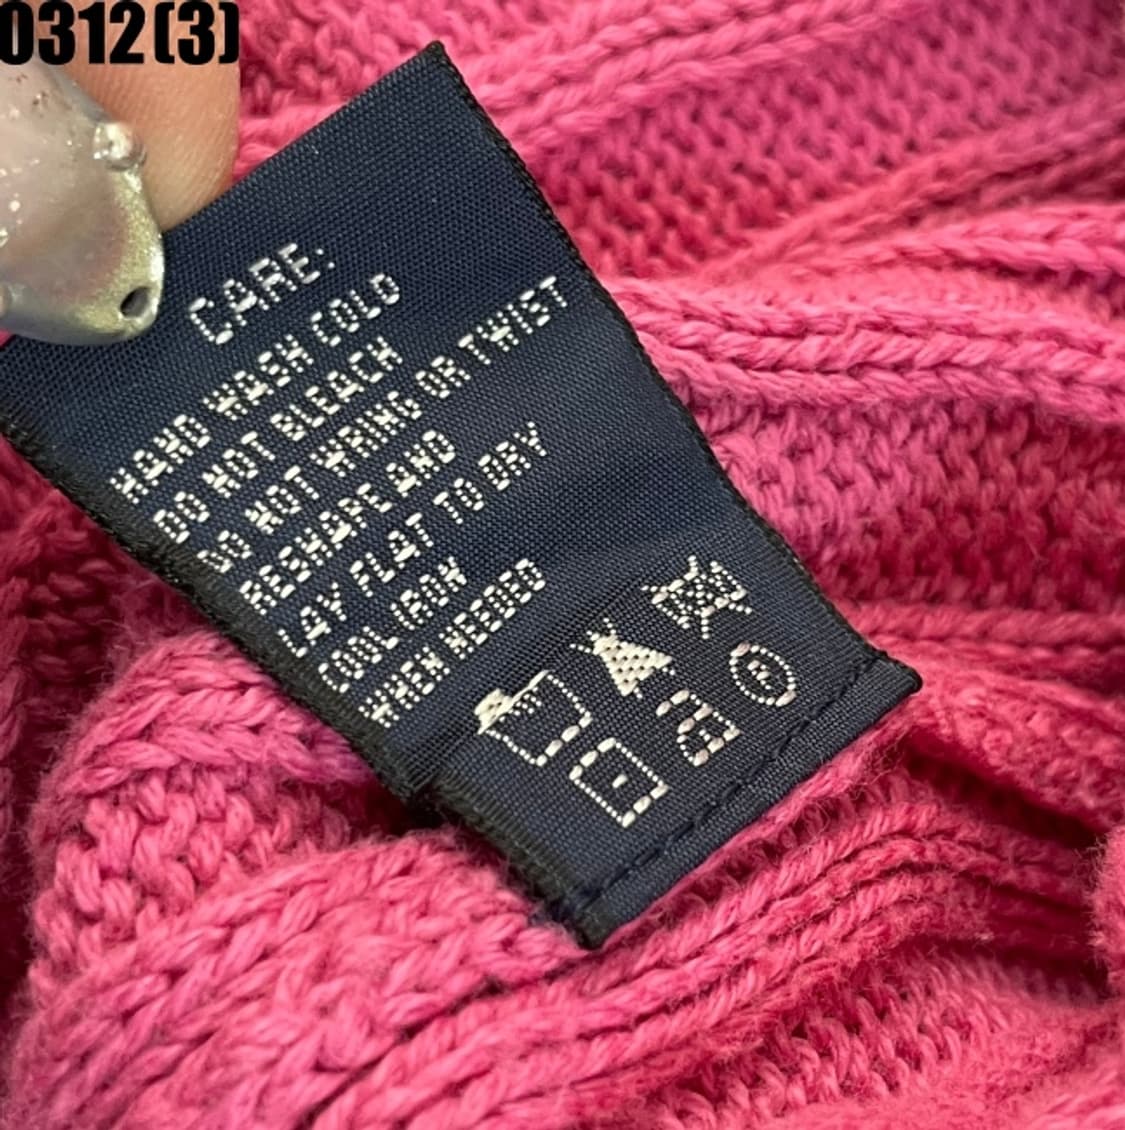 0312(3)
CARE:
HAND WASH COLD
DO NOT BLEACH
DO NOT WRING OR TWIST
RESHAPE AND
LAY FLAT TO DRY
COOL IRON
WHEN NEEDED